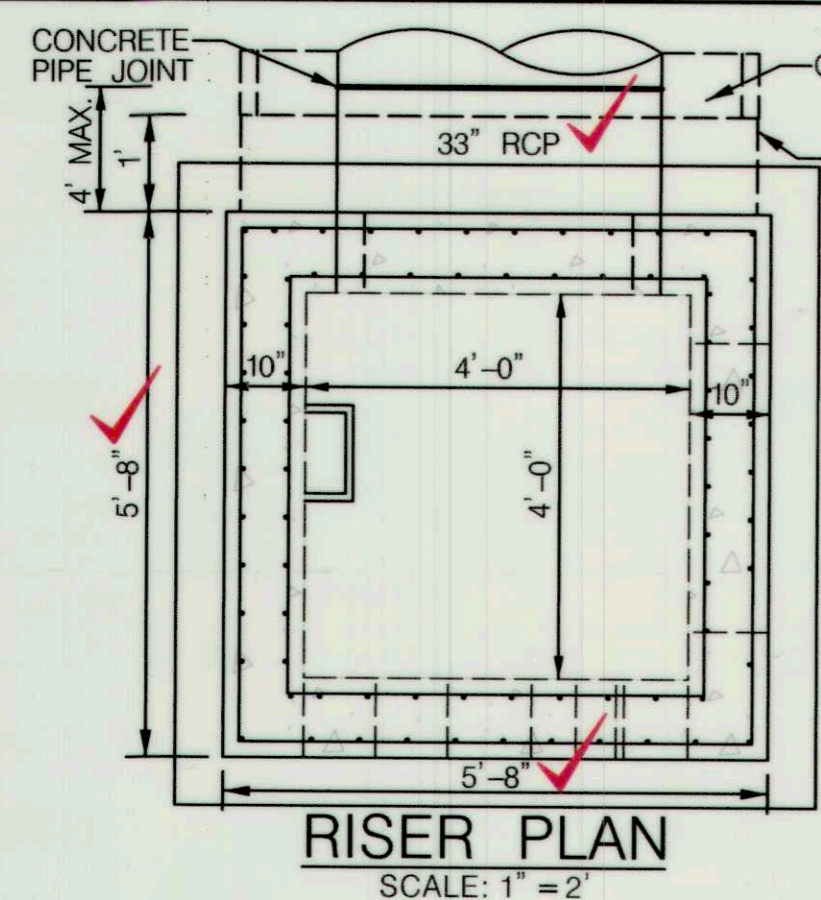 CONCRETE
PIPE JOINT
4' MAX.
1'
33" RCP
10"
4'-0"
10"
4'-0"
5'-8"
5'-8"
RISER PLAN
SCALE: 1" = 2'